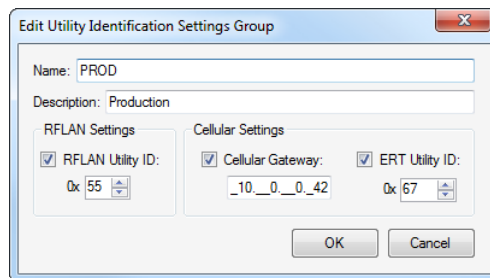 Edit Utility Identification Settings Group
Name: PROD
Description: Production
RFLAN Settings
RFLAN Utility ID:
0x 55
Cellular Settings
Cellular Gateway:
_10.__0.__0._42
ERT Utility ID:
0x 67
OK
Cancel